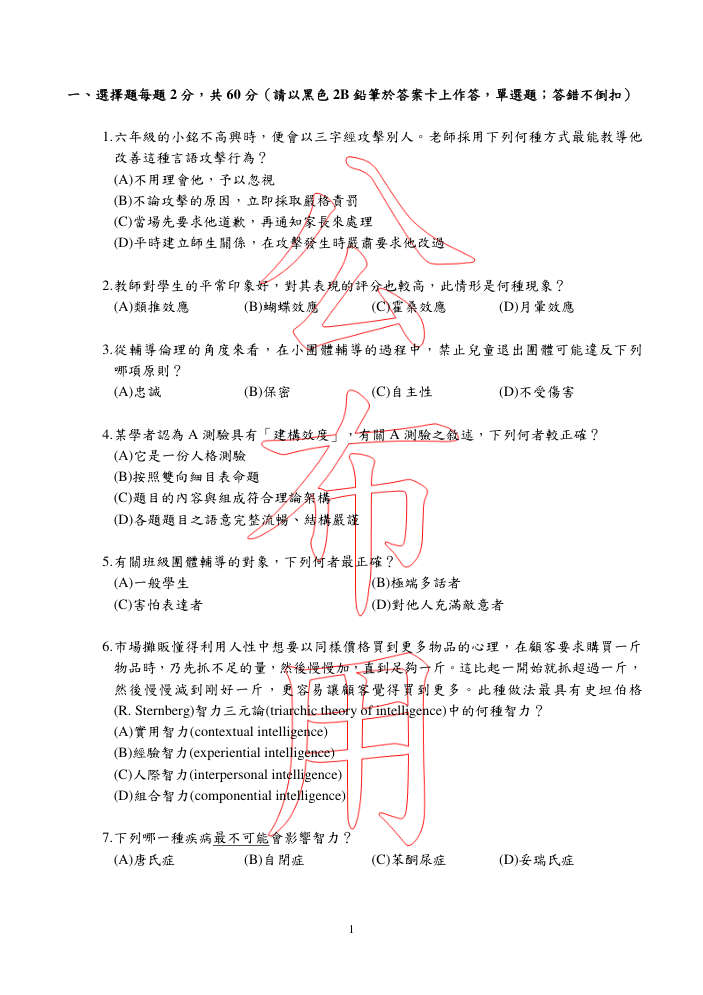 一、選擇題每題 2 分，共 60 分（請以黑色 2B 鉛筆於答案卡上作答，單選題；答錯不倒扣）
1.六年級的小銘不高興時，便會以三字經攻擊別人。老師採用下列何種方式最能教導他
改善這種言語攻擊行為？
(A)不用理會他，予以忽視
(B)不論攻擊的原因，立即採取嚴格責罰
(C)當場先要求他道歉，再通知家長來處理
(D)平時建立師生關係，在攻擊發生時嚴肅要求他改過
2.教師對學生的平常印象好，對其表現的評分也較高，此情形是何種現象？
(A)類推效應 (B)蝴蝶效應 (C)霍桑效應 (D)月暈效應
3.從輔導倫理的角度來看，在小團體輔導的過程中，禁止兒童退出團體可能違反下列
哪項原則？
(A)忠誠 (B)保密 (C)自主性 (D)不受傷害
4.某學者認為 A 測驗具有「建構效度」，有關 A 測驗之敘述，下列何者較正確？
(A)它是一份人格測驗
(B)按照雙向細目表命題
(C)題目的內容與組成符合理論架構
(D)各題題目之語意完整流暢、結構嚴謹
5.有關班級團體輔導的對象，下列何者最正確？
(A)一般學生 (B)極端多話者
(C)害怕表達者 (D)對他人充滿敵意者
6.市場攤販懂得利用人性中想要以同樣價格買到更多物品的心理，在顧客要求購買一斤
物品時，乃先抓不足的量，然後慢慢加，直到足夠一斤。這比起一開始就抓超過一斤，
然後慢慢減到剛好一斤，更容易讓顧客覺得買到更多。此種做法最具有史坦伯格
(R. Sternberg)智力三元論(triarchic theory of intelligence)中的何種智力？
(A)實用智力(contextual intelligence)
(B)經驗智力(experiential intelligence)
(C)人際智力(interpersonal intelligence)
(D)組合智力(componential intelligence)
7.下列哪一種疾病最不可能會影響智力？
(A)唐氏症 (B)自閉症 (C)苯酮尿症 (D)妥瑞氏症
1
公布用